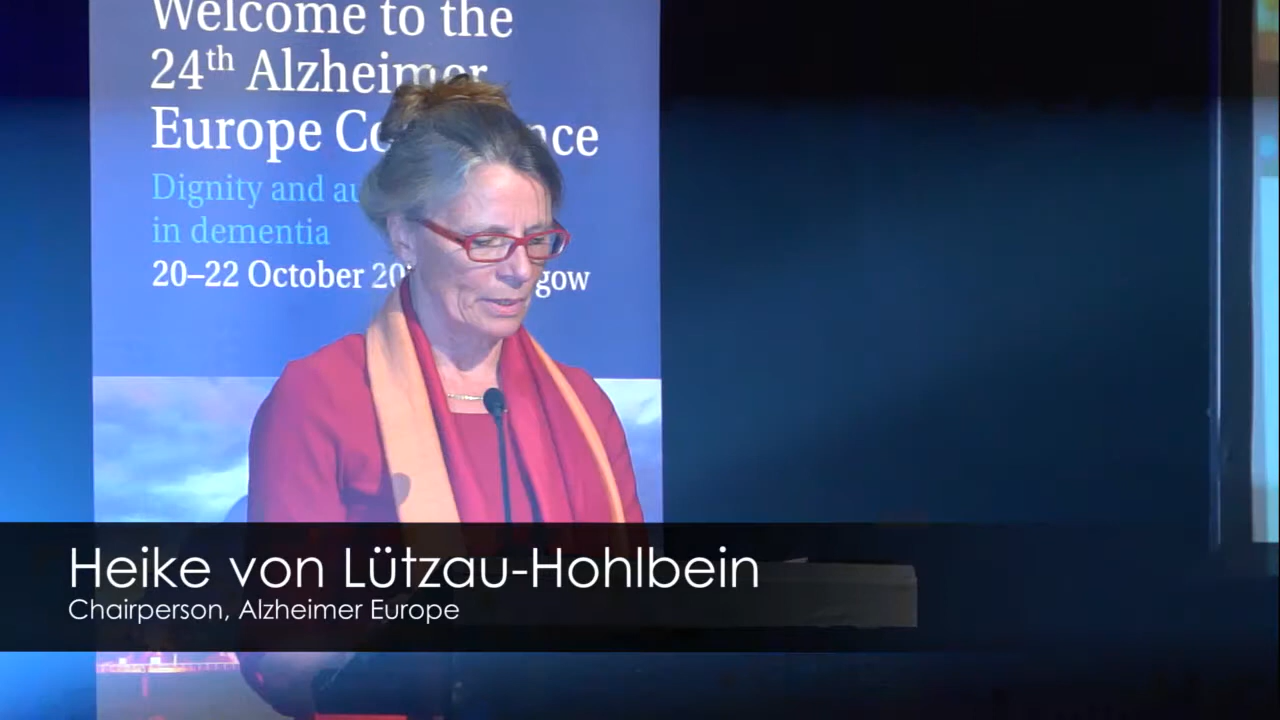 Welcome to the
24th Alzheimer
Europe Co nce
Dignity and au
in dementia
20–22 October 20 gow
Heike von Lützau-Hohlbein
Chairperson, Alzheimer Europe